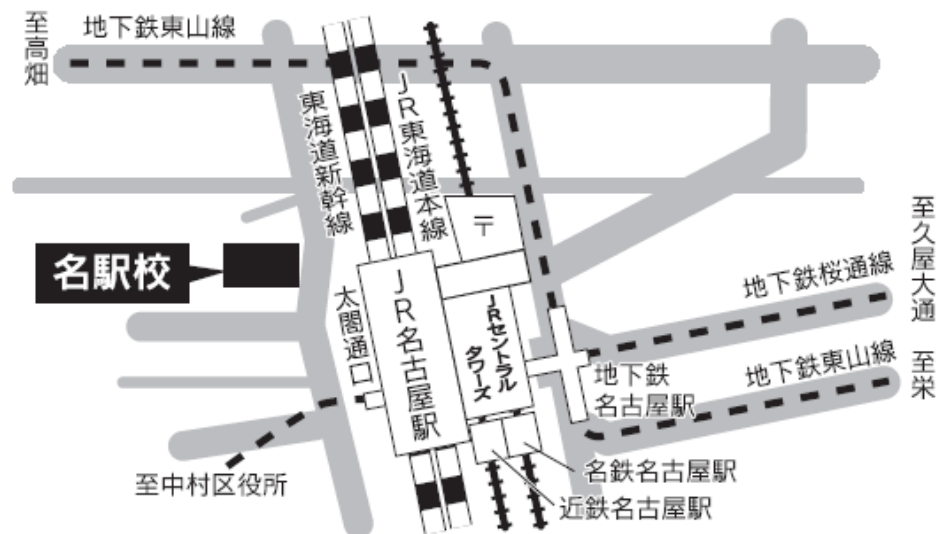 至高畑
地下鉄東山線
東海道新幹線
JR東海道本線
〒
名駅校
太閤通口
JR名古屋駅
JRセントラル
タワーズ
地下鉄桜通線
至久屋大通
地下鉄
名古屋駅
地下鉄東山線
至栄
至中村区役所
名鉄名古屋駅
近鉄名古屋駅